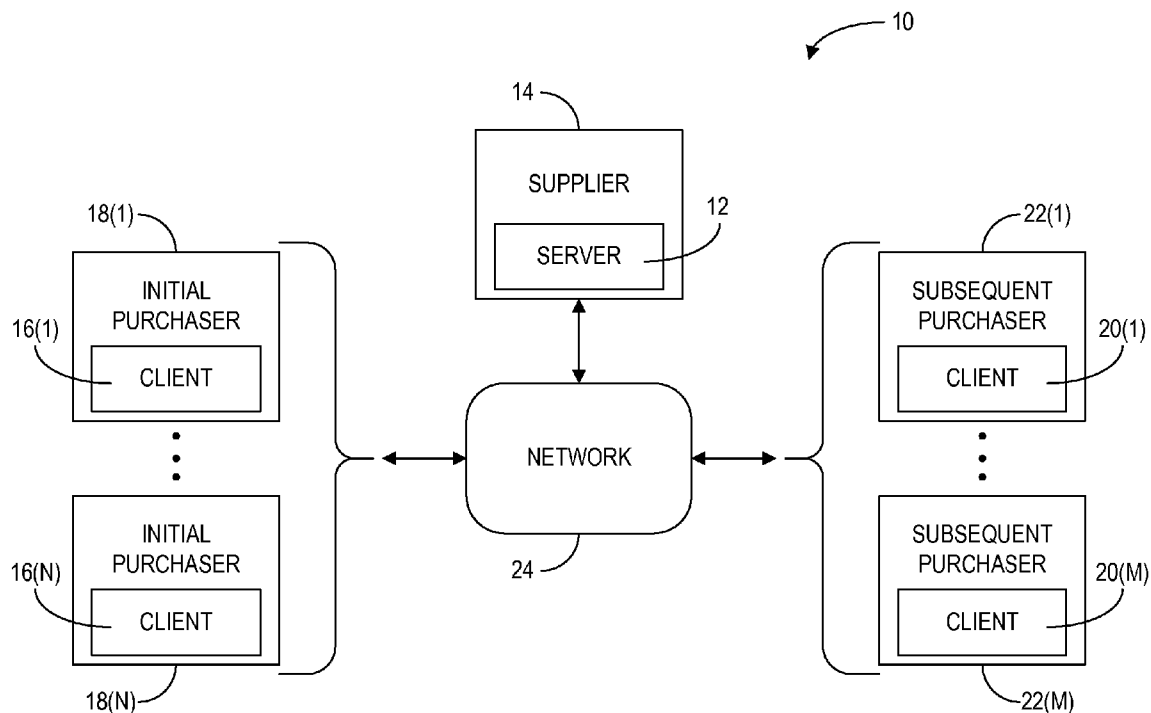 10
14
SUPPLIER
12
SERVER
18(1)
INITIAL
PURCHASER
16(1)
CLIENT
22(1)
SUBSEQUENT
PURCHASER
20(1)
CLIENT
NETWORK
24
INITIAL
PURCHASER
16(N)
CLIENT
18(N)
SUBSEQUENT
PURCHASER
20(M)
CLIENT
22(M)